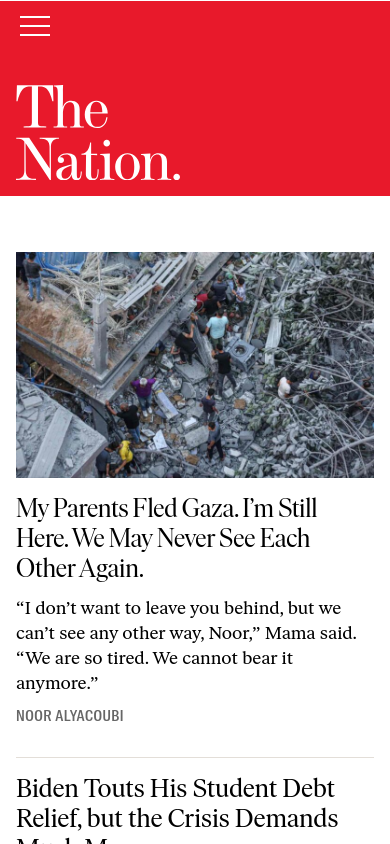 The
Nation.
My Parents Fled Gaza. I’m Still
Here. We May Never See Each
Other Again.
“I don’t want to leave you behind, but we
can’t see any other way, Noor,” Mama said.
“We are so tired. We cannot bear it
anymore.”
NOOR ALYACOUBI
Biden Touts His Student Debt
Relief, but the Crisis Demands